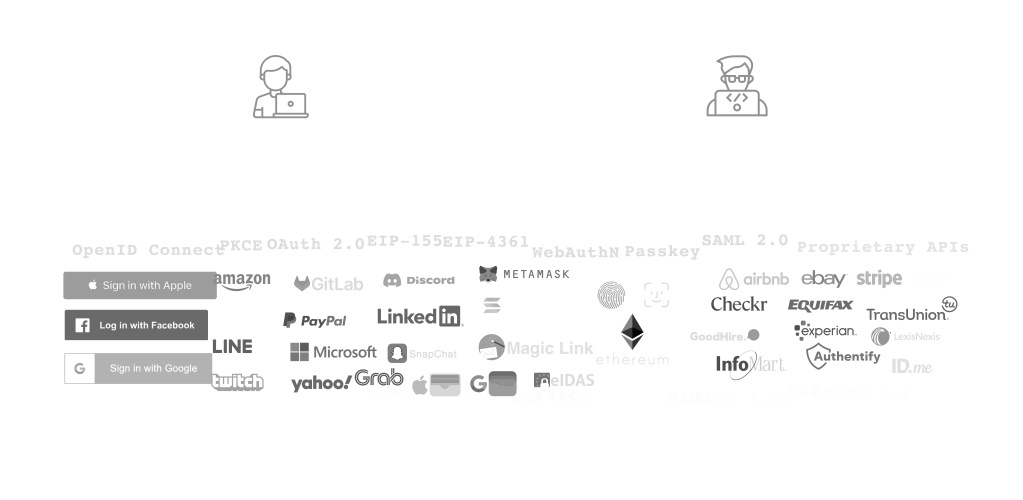 OpenID Connect
PKCE
OAuth 2.0
EIP-155
EIP-4361
WebAuthN
Passkey
SAML 2.0
Proprietary APIs
Sign in with Apple
amazon
GitLab
Discord
METAMASK
airbnb
ebay
stripe
Log in with Facebook
PayPal
Linked in
Checkr
EQUIFAX
TransUnion
tu
LINE
Microsoft
SnapChat
Magic Link
ethereum
GoodHire
experian
LexisNexis
G Sign in with Google
twitch
yahoo!
Grab
G
eIDAS
InfoMart
Authentify
ID.me